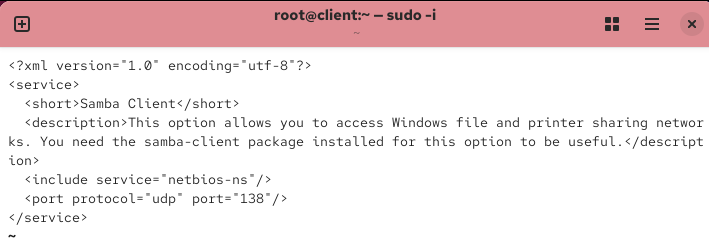 root@client:~ — sudo -i
~
<?xml version="1.0" encoding="utf-8"?>
<service>
  <short>Samba Client</short>
  <description>This option allows you to access Windows file and printer sharing networ
ks. You need the samba-client package installed for this option to be useful.</descript
ion>
  <include service="netbios-ns"/>
  <port protocol="udp" port="138"/>
</service>
~